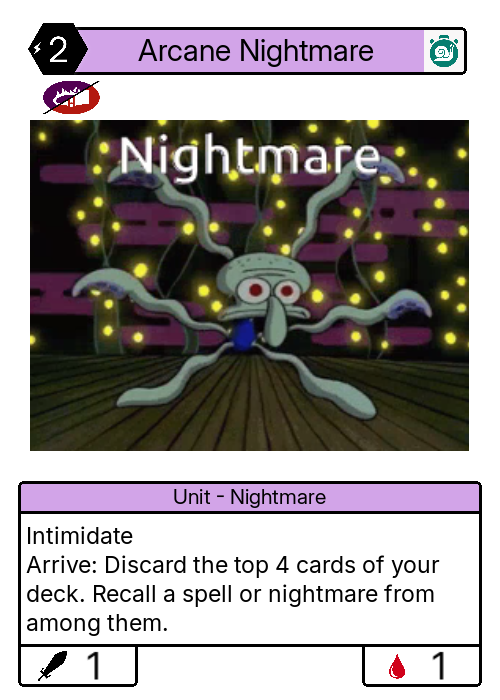 2 Arcane Nightmare
Nightmare
Unit - Nightmare
Intimidate
Arrive: Discard the top 4 cards of your
deck. Recall a spell or nightmare from
among them.
1 1